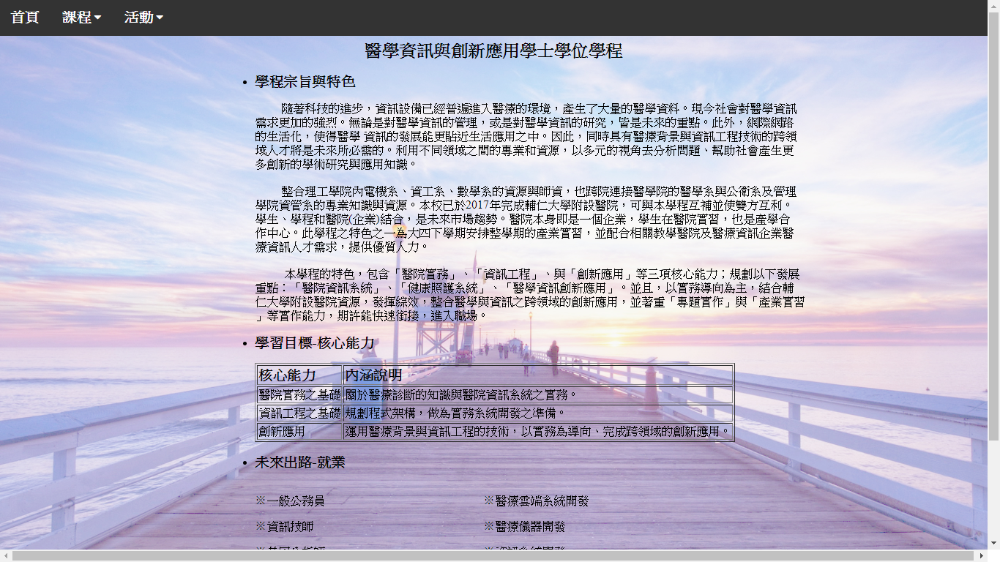 首頁 課程 活動
醫學資訊與創新應用學士學位學程
• 學程宗旨與特色
隨著科技的進步，資訊設備已經普遍進入醫療的環境，產生了大量的醫學資料。現今社會對醫學資訊
需求更加的強烈。無論是對醫學資訊的管理，或是對醫學資訊的研究，皆是未來的重點。此外，網際網路
的生活化，使得醫學 資訊的發展能更貼近生活應用之中。因此，同時具有醫療背景與資訊工程技術的跨領
域人才將是未來所必需的。利用不同領域之間的專業和資源，以多元的視角去分析問題、幫助社會產生更
多創新的學術研究與應用知識。
整合理工學院內電機系、資工系、數學系的資源與師資，也跨院連接醫學院的醫學系與公衛系及管理
學院資管系的專業知識與資源。本校已於2017年完成輔仁大學附設醫院，可與本學程互補並使雙方互利。
學生、學程和醫院(企業)結合，是未來市場趨勢。醫院本身即是一個企業，學生在醫院實習，也是產學合
作中心。此學程之特色之一為大四下學期安排整學期的產業實習，並配合相關教學醫院及醫療資訊企業醫
療資訊人才需求，提供優質人力。
本學程的特色，包含「醫院實務」、「資訊工程」、與「創新應用」等三項核心能力；規劃以下發展
重點：「醫院資訊系統」、「健康照護系統」、「醫學資訊創新應用」。並且，以實務導向為主，結合輔
仁大學附設醫院資源，發揮綜效，整合醫學與資訊之跨領域的創新應用，並著重「專題實作」與「產業實習
」等實作能力，期許能快速銜接，進入職場。
• 學習目標-核心能力
核心能力 內涵說明
醫院實務之基礎 關於醫療診斷的知識與醫院資訊系統之實務。
資訊工程之基礎 規劃程式架構，做為實務系統開發之準備。
創新應用 運用醫療背景與資訊工程的技術，以實務為導向、完成跨領域的創新應用。
• 未來出路-就業
※一般公務員 ※醫療雲端系統開發
※資訊技師 ※醫療儀器開發